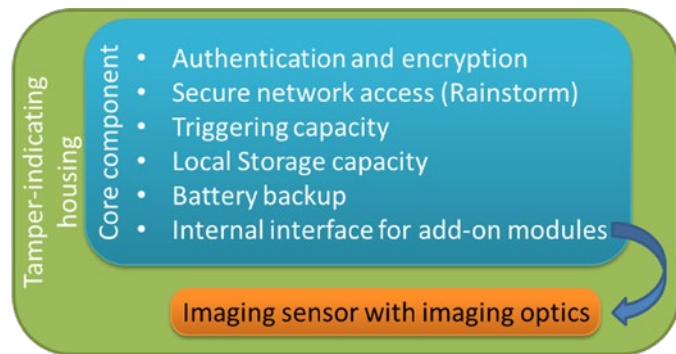 Tamper-indicating
housing
Core component
• Authentication and encryption
• Secure network access (Rainstorm)
• Triggering capacity
• Local Storage capacity
• Battery backup
• Internal interface for add-on modules
Imaging sensor with imaging optics